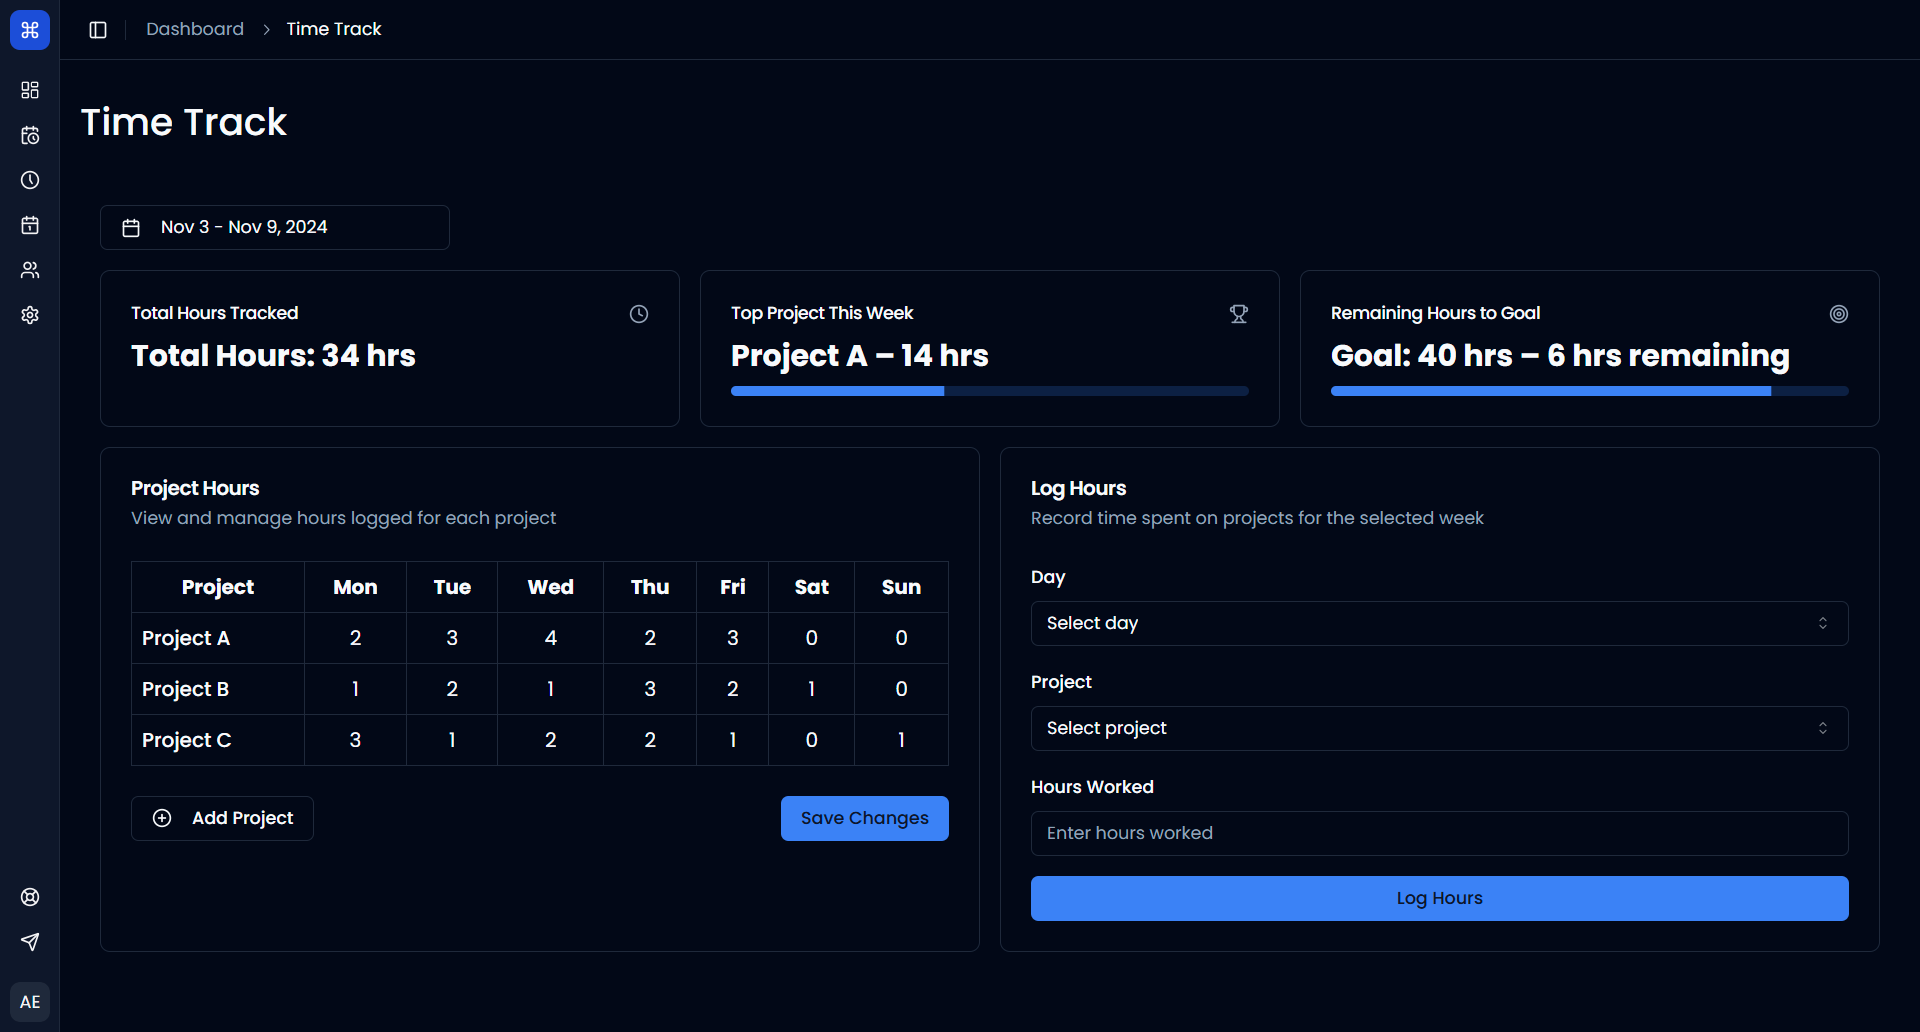 Dashboard > Time Track
Time Track
Nov 3 - Nov 9, 2024
Total Hours Tracked
Total Hours: 34 hrs
Top Project This Week
Project A – 14 hrs
Remaining Hours to Goal
Goal: 40 hrs – 6 hrs remaining
Project Hours
View and manage hours logged for each project
Project Mon Tue Wed Thu Fri Sat Sun
Project A 2 3 4 2 3 0 0
Project B 1 2 1 3 2 1 0
Project C 3 1 2 2 1 0 1
Add Project
Save Changes
Log Hours
Record time spent on projects for the selected week
Day
Select day
Project
Select project
Hours Worked
Enter hours worked
Log Hours
AE